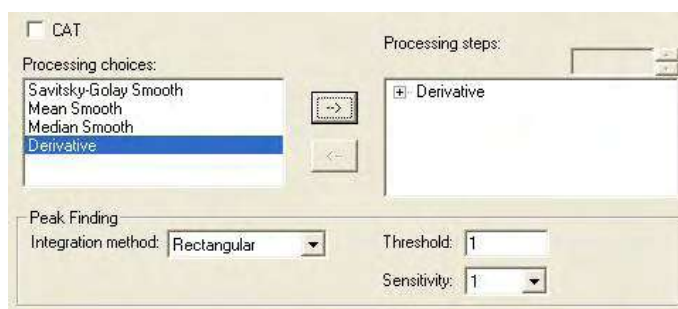 CAT
Processing choices:
Savitsky-Golay Smooth
Mean Smooth
Median Smooth
Derivative
-->
<--
Processing steps:
Derivative
Peak Finding
Integration method: Rectangular
Threshold: 1
Sensitivity: 1